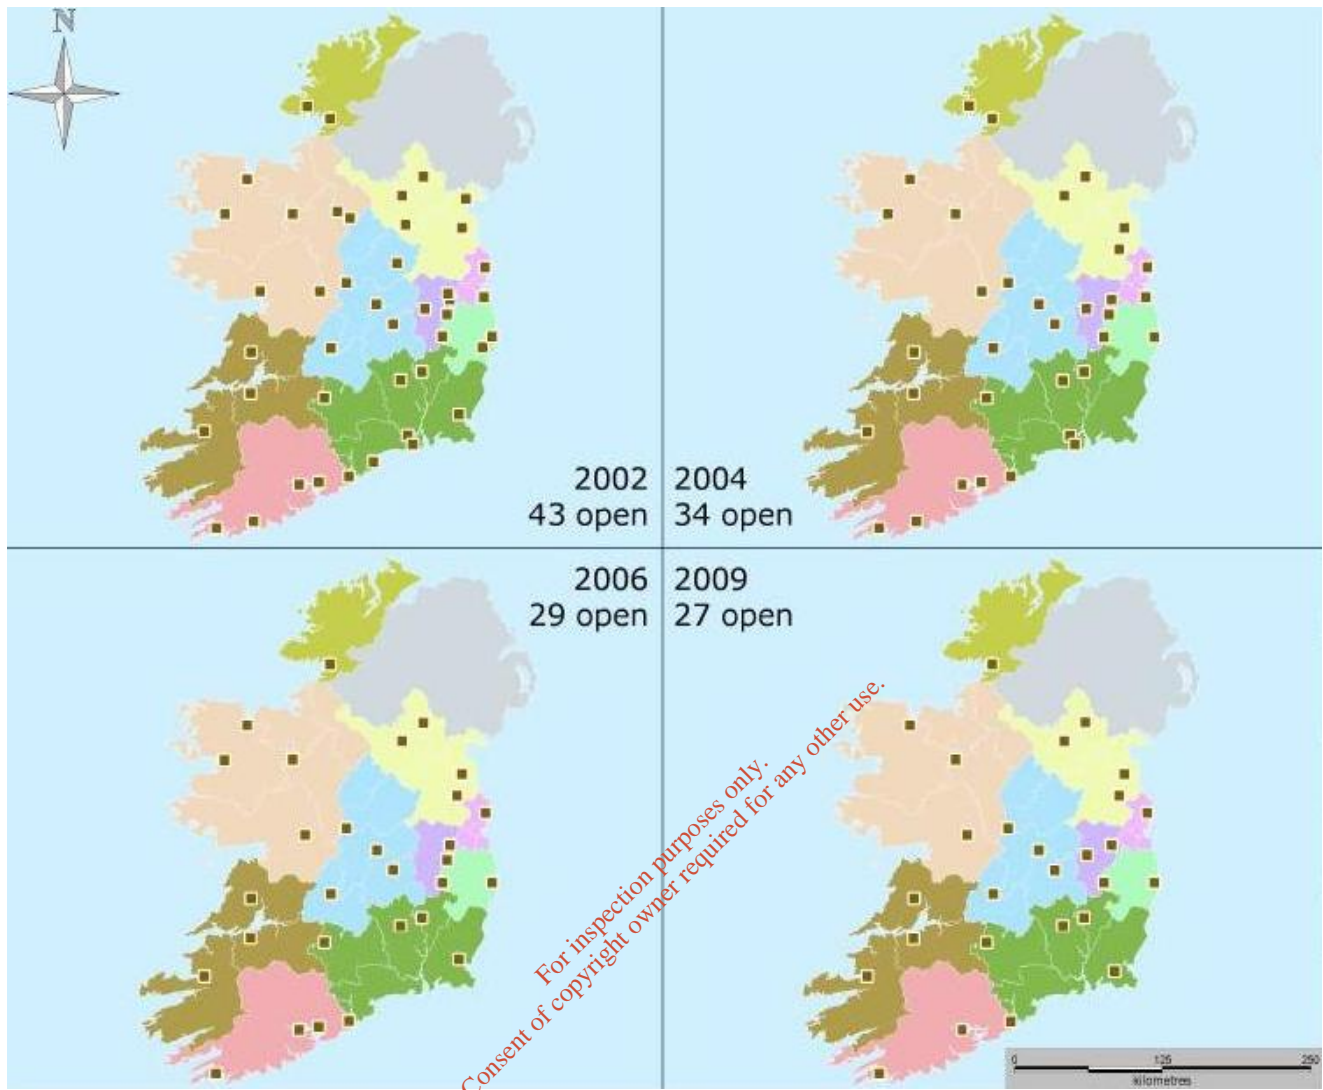 N
2002
43 open
2004
34 open
2006
29 open
2009
27 open
For inspection purposes only.
Consent of copyright owner required for any other use.
0 125 250
kilometres